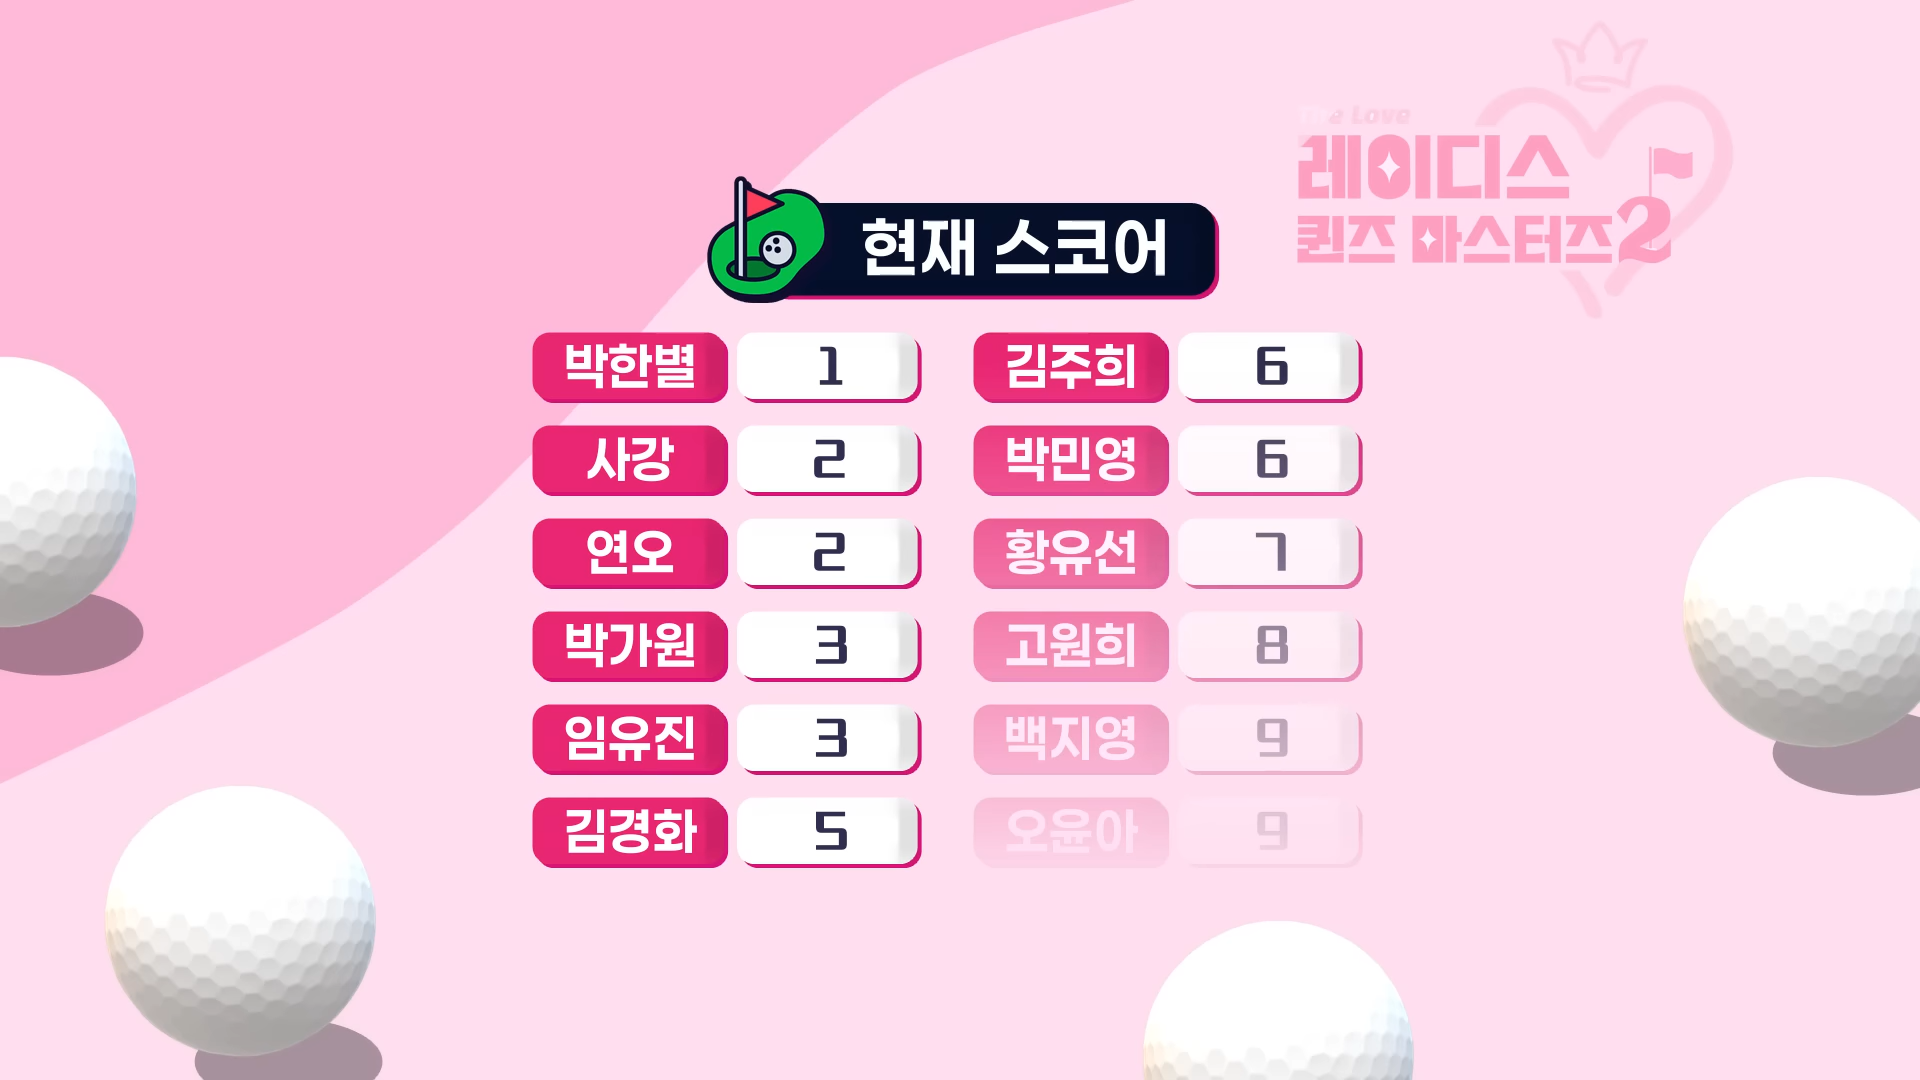 The Love
레이디스
퀸즈 마스터즈2
현재 스코어
박한별 1
사강 2
연오 2
박가원 3
임유진 3
김경화 5
김주희 6
박민영 6
황유선 7
고원희 8
백지영 9
오윤아 9